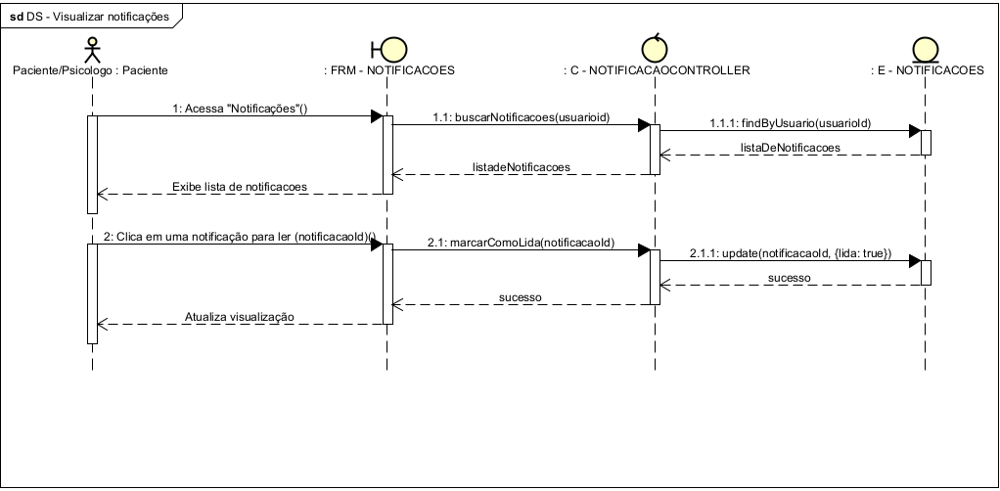 sd DS - Visualizar notificações
Paciente/Psicologo : Paciente
: FRM - NOTIFICACOES
: C - NOTIFICACAOCONTROLLER
: E - NOTIFICACOES
1: Acessa "Notificações"()
1.1: buscarNotificacoes(usuarioid)
1.1.1: findByUsuario(usuarioId)
listaDeNotificacoes
listadeNotificacoes
Exibe lista de notificacoes
2: Clica em uma notificação para ler (notificacaoId)()
2.1: marcarComoLida(notificacaoId)
2.1.1: update(notificacaoId, {lida: true})
sucesso
sucesso
Atualiza visualização